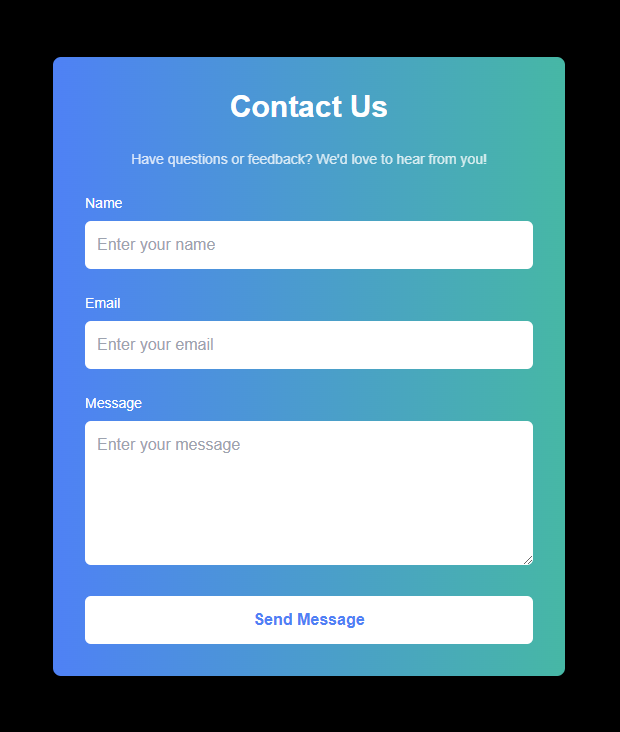 Contact Us
Have questions or feedback? We'd love to hear from you!
Name
Enter your name
Email
Enter your email
Message
Enter your message
Send Message